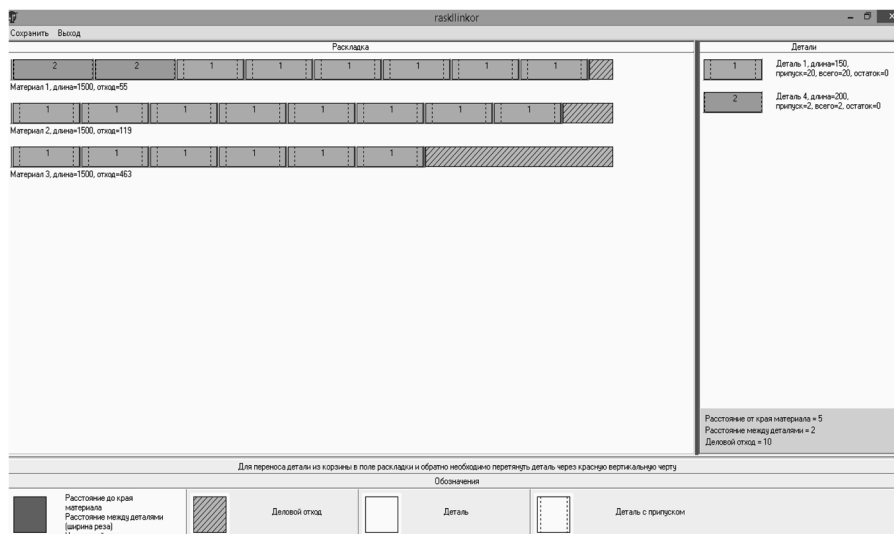 raskllinkor
Сохранить Выход
Раскладка
2 2 1 1 1 1 1 1
Материал 1, длина=1500, отход=55
1 1 1 1 1 1 1 1
Материал 2, длина=1500, отход=119
1 1 1 1 1 1
Материал 3, длина=1500, отход=463
Детали
1
Деталь 1, длина=150,
припуск=20, всего=20, остаток=0
2
Деталь 4, длина=200,
припуск=2, всего=2, остаток=0
Расстояние от края материала = 5
Расстояние между деталями = 2
Деловой отход = 10
Для переноса детали из корзины в поле раскладки и обратно необходимо перетянуть деталь через красную вертикальную черту
Обозначения
Расстояние до края
материала
Расстояние между деталями
(ширина реза)
Деловой отход
Деталь
Деталь с припуском